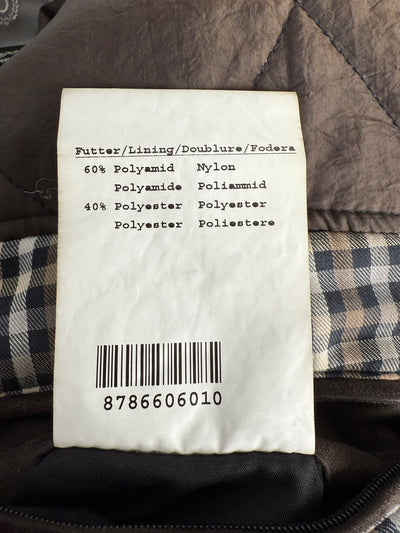 Futter/Lining/Doublure/Fodera
60% Polyamid Nylon
Polyamide Poliammid
40% Polyester Polyester
Polyester Poliestere
8786606010